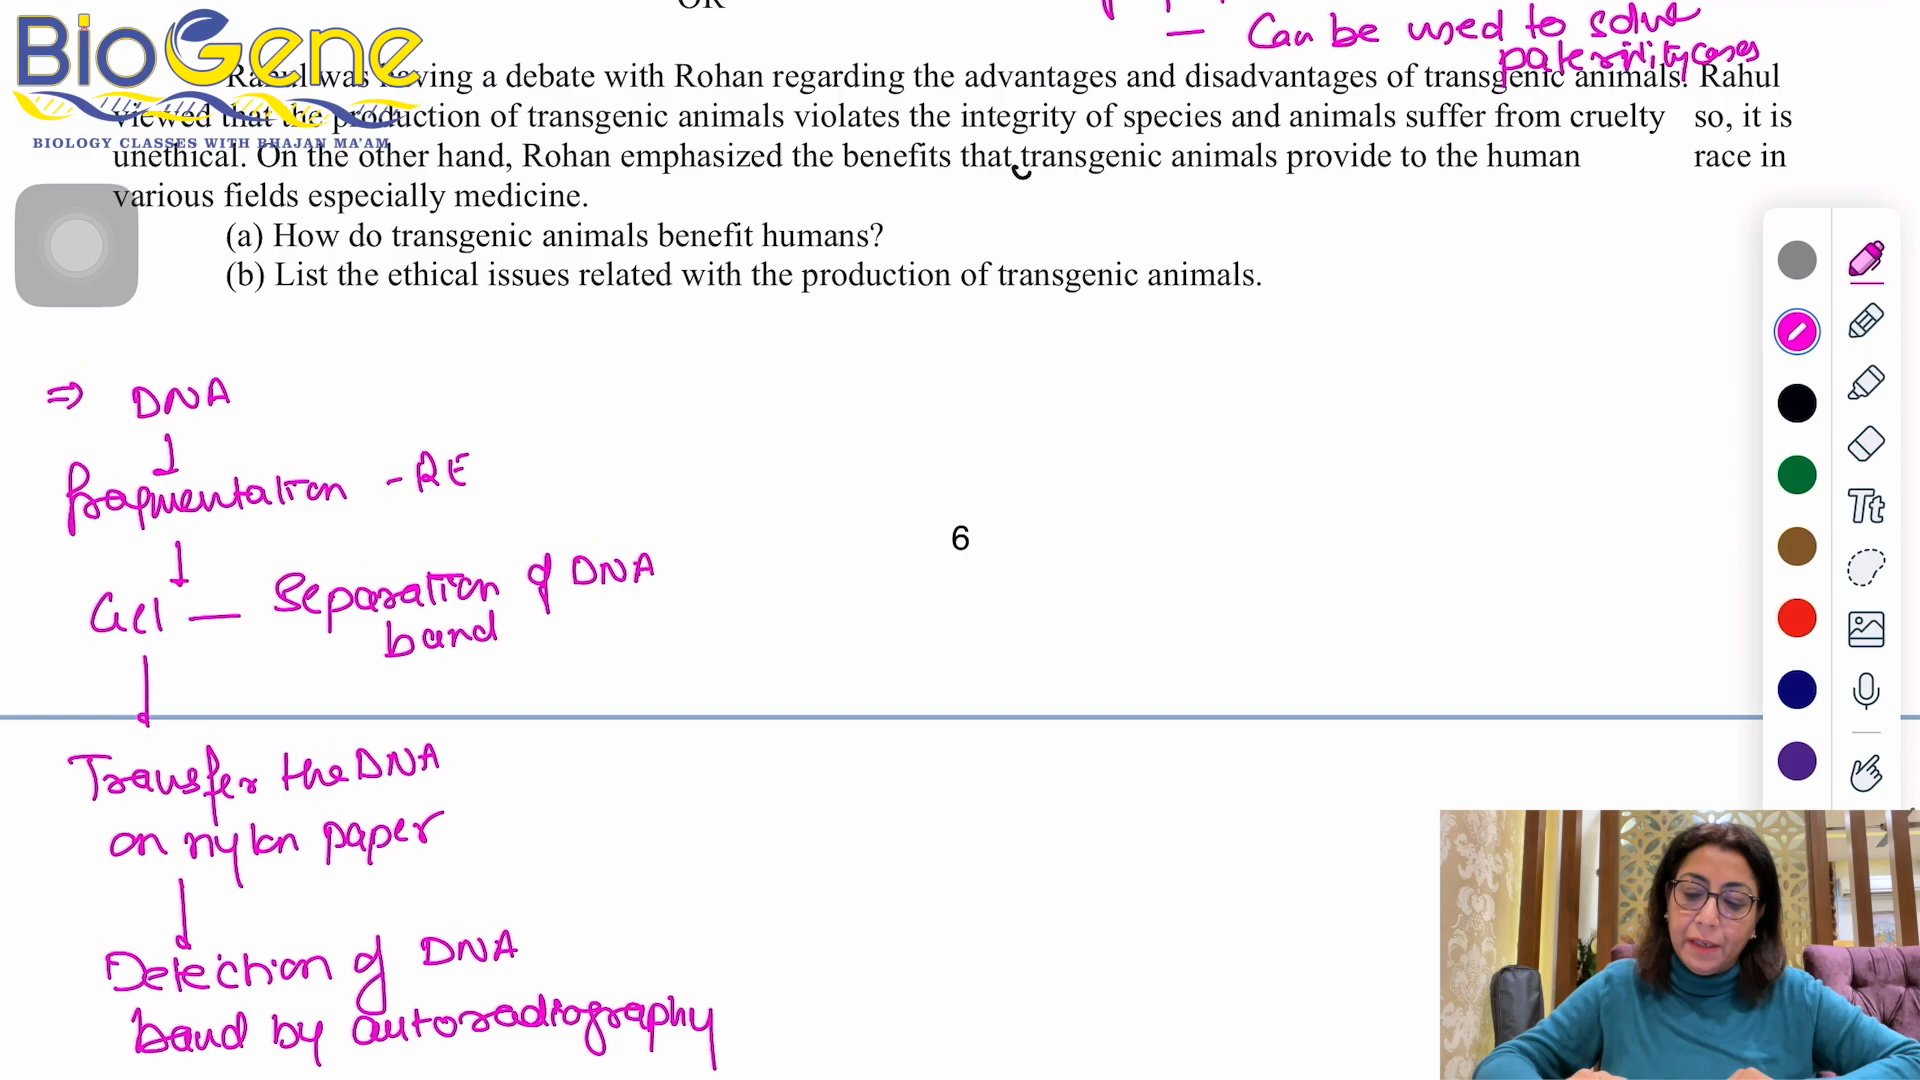 OR
— Can be used to solve
paternity cases
BioGene
BIOLOGY CLASSES WITH BHAJAN MA'AM
Rahul was having a debate with Rohan regarding the advantages and disadvantages of transgenic animals. Rahul
viewed that the production of transgenic animals violates the integrity of species and animals suffer from cruelty so, it is
unethical. On the other hand, Rohan emphasized the benefits that transgenic animals provide to the human race in
various fields especially medicine.
(a) How do transgenic animals benefit humans?
(b) List the ethical issues related with the production of transgenic animals.
⇒ DNA
↓
fragmentation - RE
↓
Gel — Separation of DNA
band
6
Transfer the DNA
on nylon paper
Detection of DNA
band by autoradiography
Tt